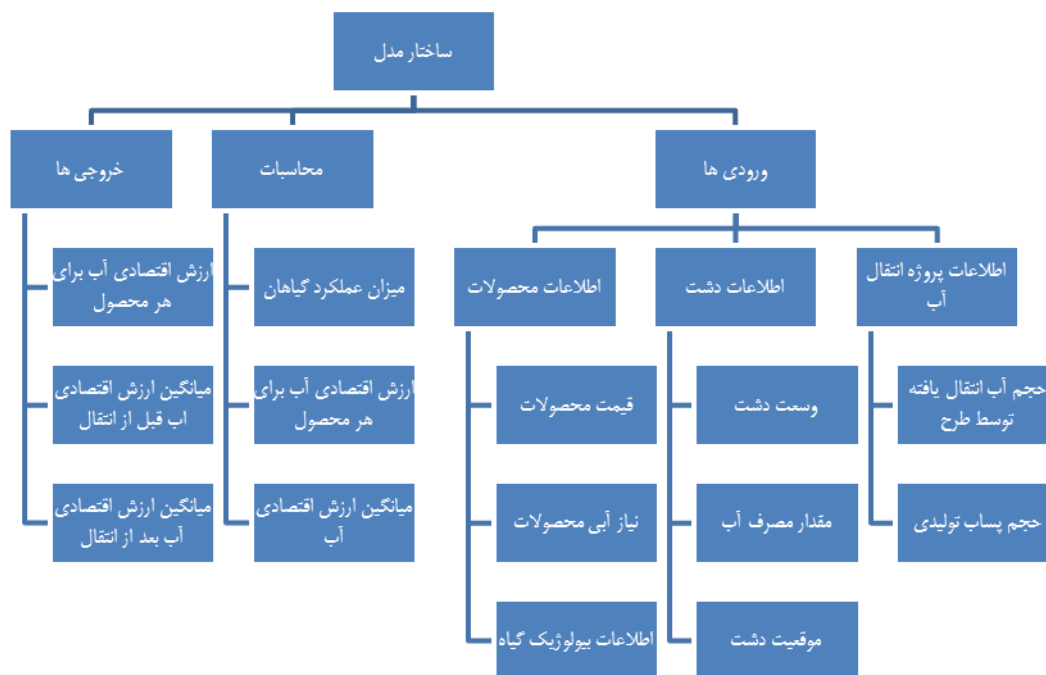 ساختار مدل
ورودی ها
محاسبات
خروجی ها
اطلاعات پروژه انتقال
آب
حجم آب انتقال یافته
توسط طرح
حجم پساب تولیدی
اطلاعات دشت
وسعت دشت
مقدار مصرف آب
موقعیت دشت
اطلاعات محصولات
قیمت محصولات
نیاز آبی محصولات
اطلاعات بیولوژیک گیاه
میزان عملکرد گیاهان
ارزش اقتصادی آب برای
هر محصول
میانگین ارزش اقتصادی
آب
ارزش اقتصادی آب برای
هر محصول
میانگین ارزش اقتصادی
اب قبل از انتقال
میانگین ارزش اقتصادی
آب بعد از انتقال